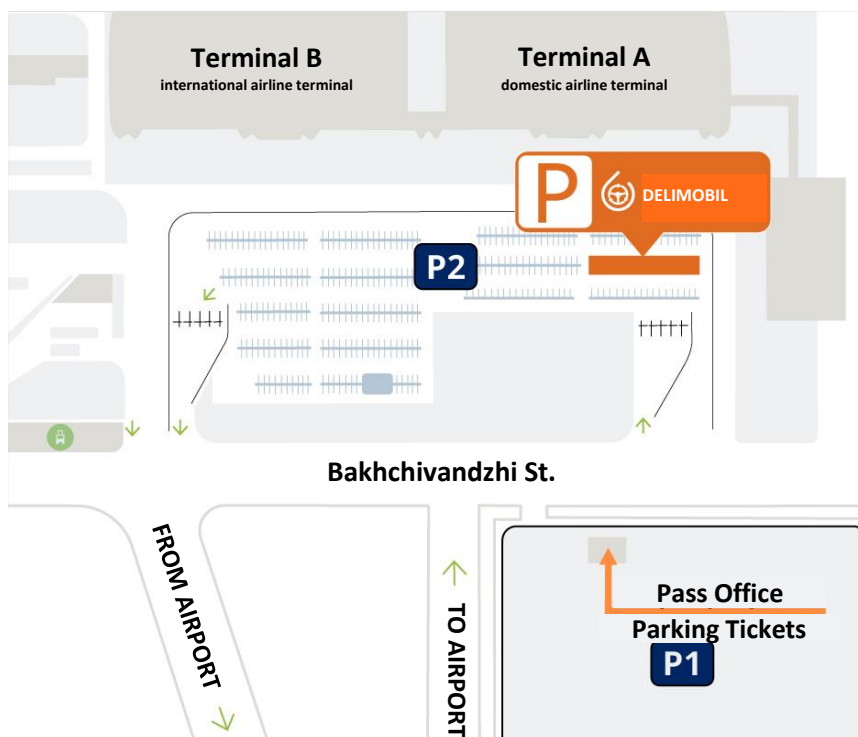 Terminal B
international airline terminal
Terminal A
domestic airline terminal
P DELIMOBIL
P2
Bakhchivandzhi St.
FROM AIRPORT
TO AIRPORT
Pass Office
Parking Tickets
P1